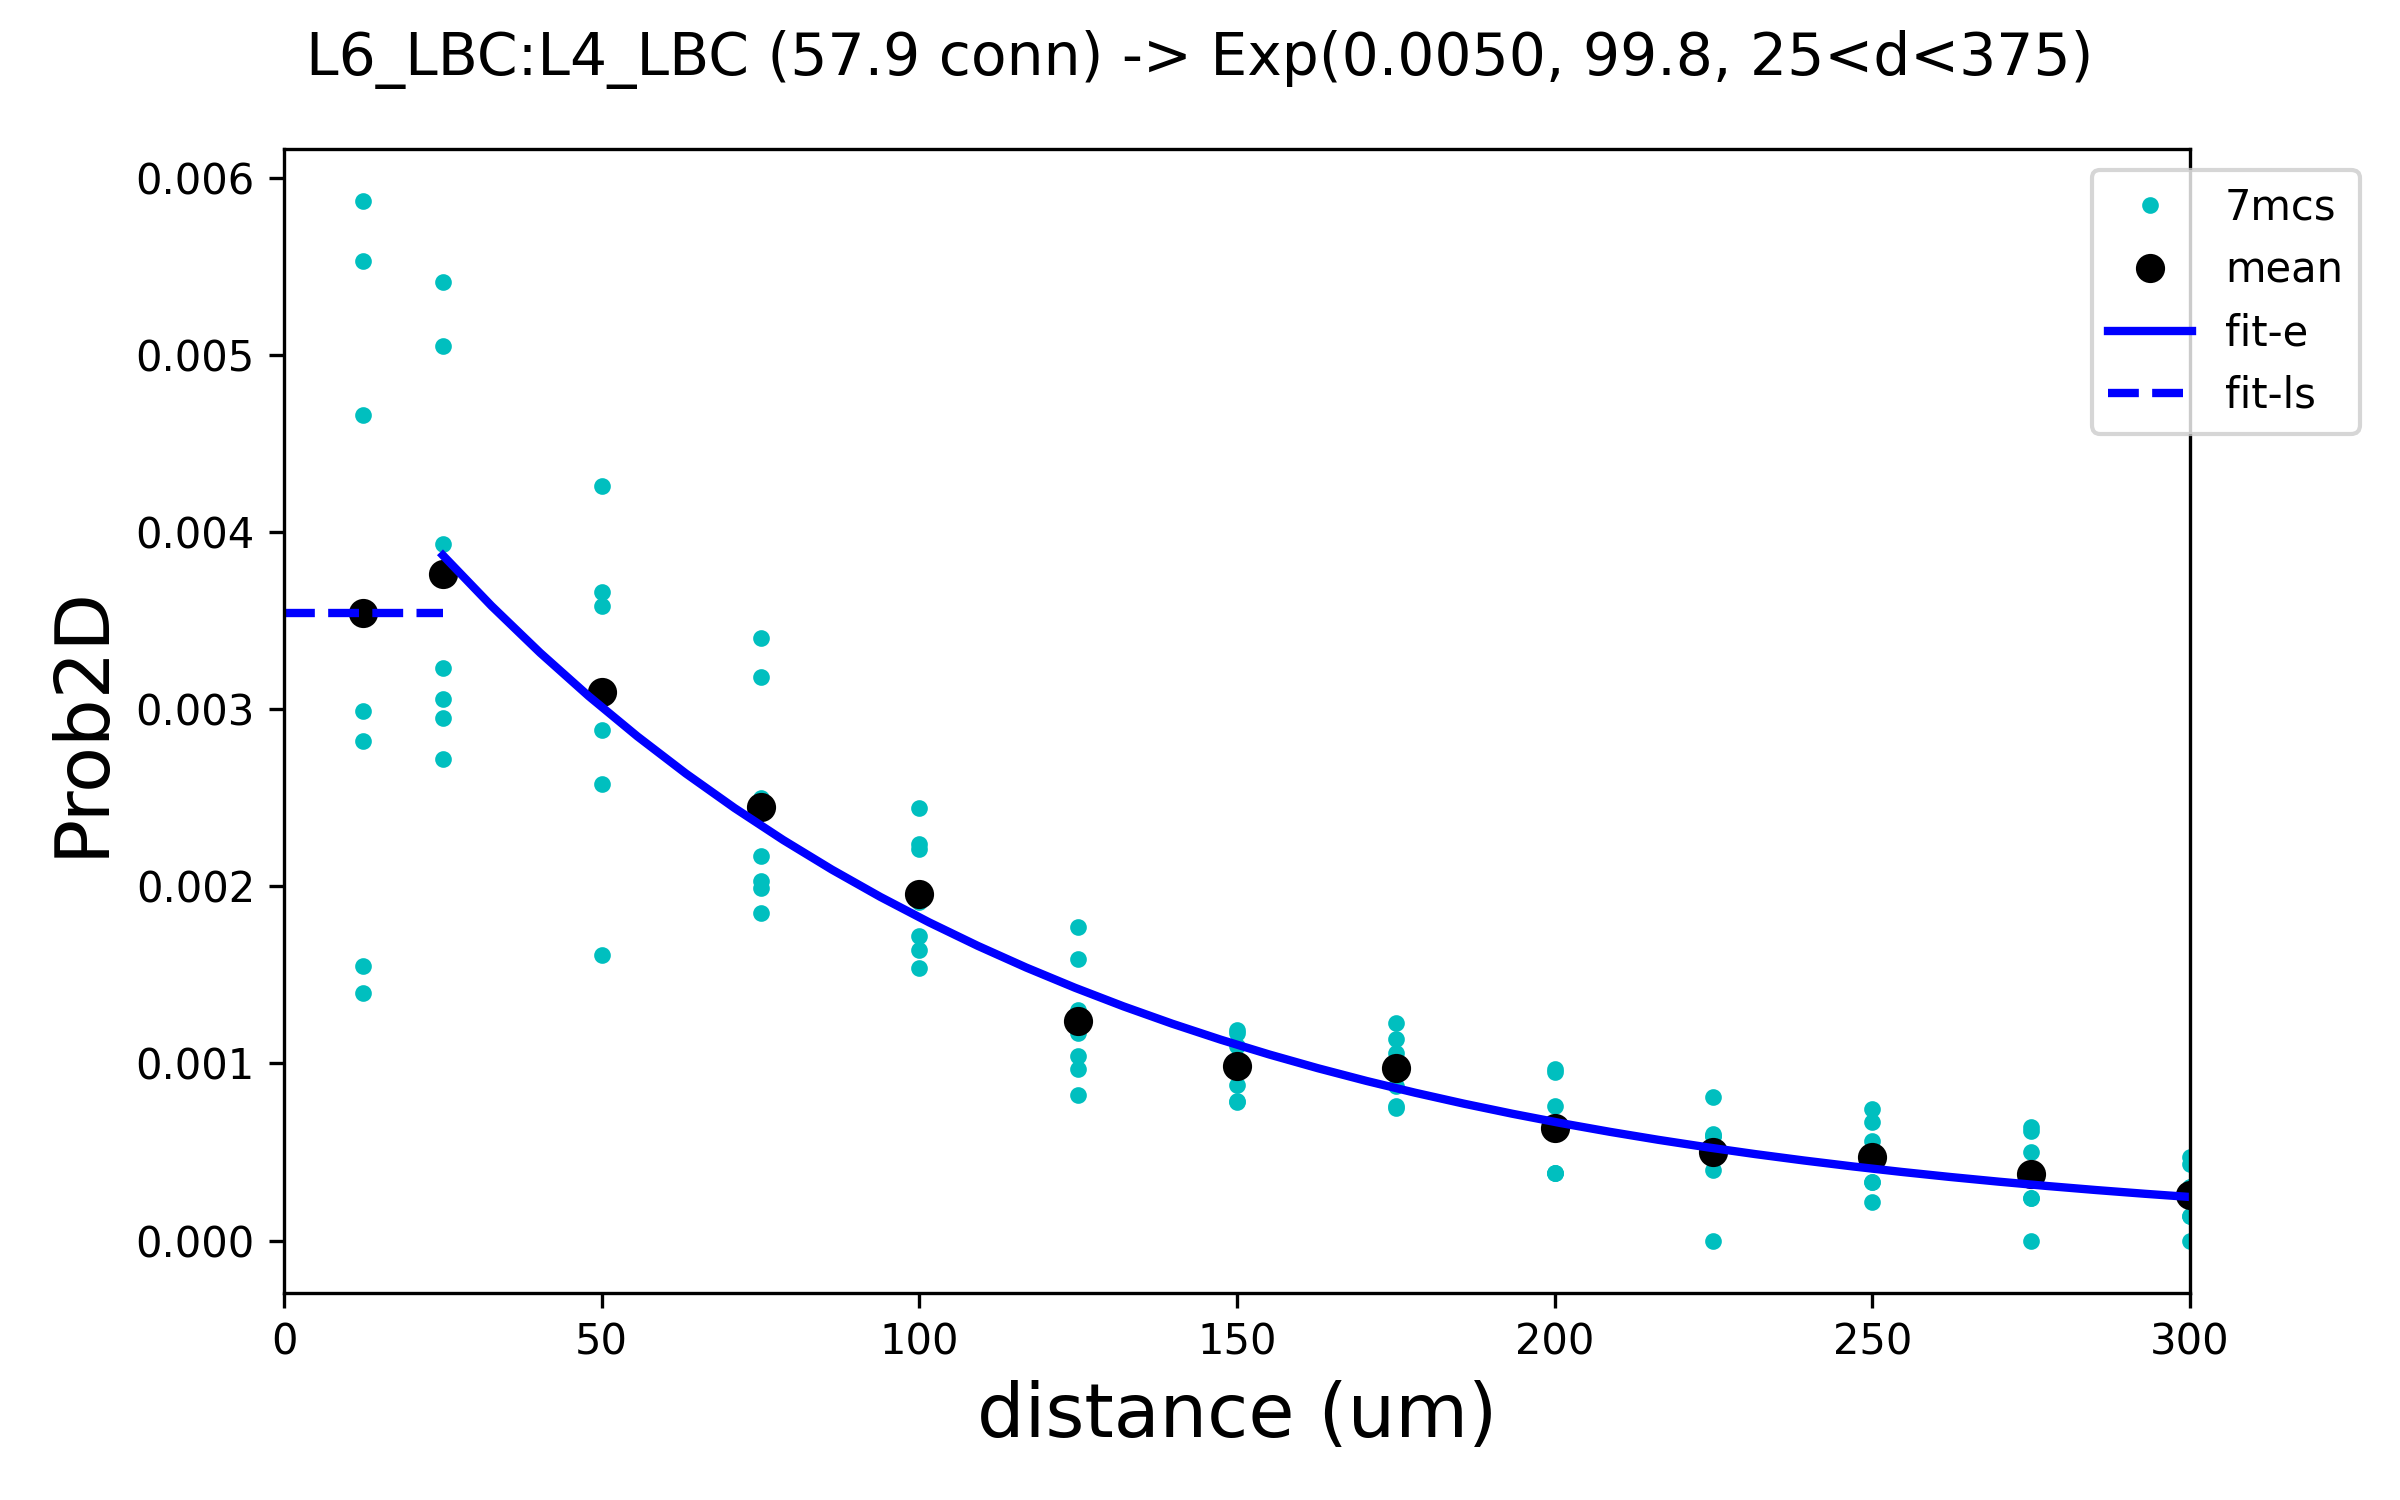 L6_LBC:L4_LBC (57.9 conn) -> Exp(0.0050, 99.8, 25<d<375)
0.006
0.005
0.004
0.003
0.002
0.001
0.000
Prob2D
0 50 100 150 200 250 300
distance (um)
7mcs
mean
fit-e
fit-ls